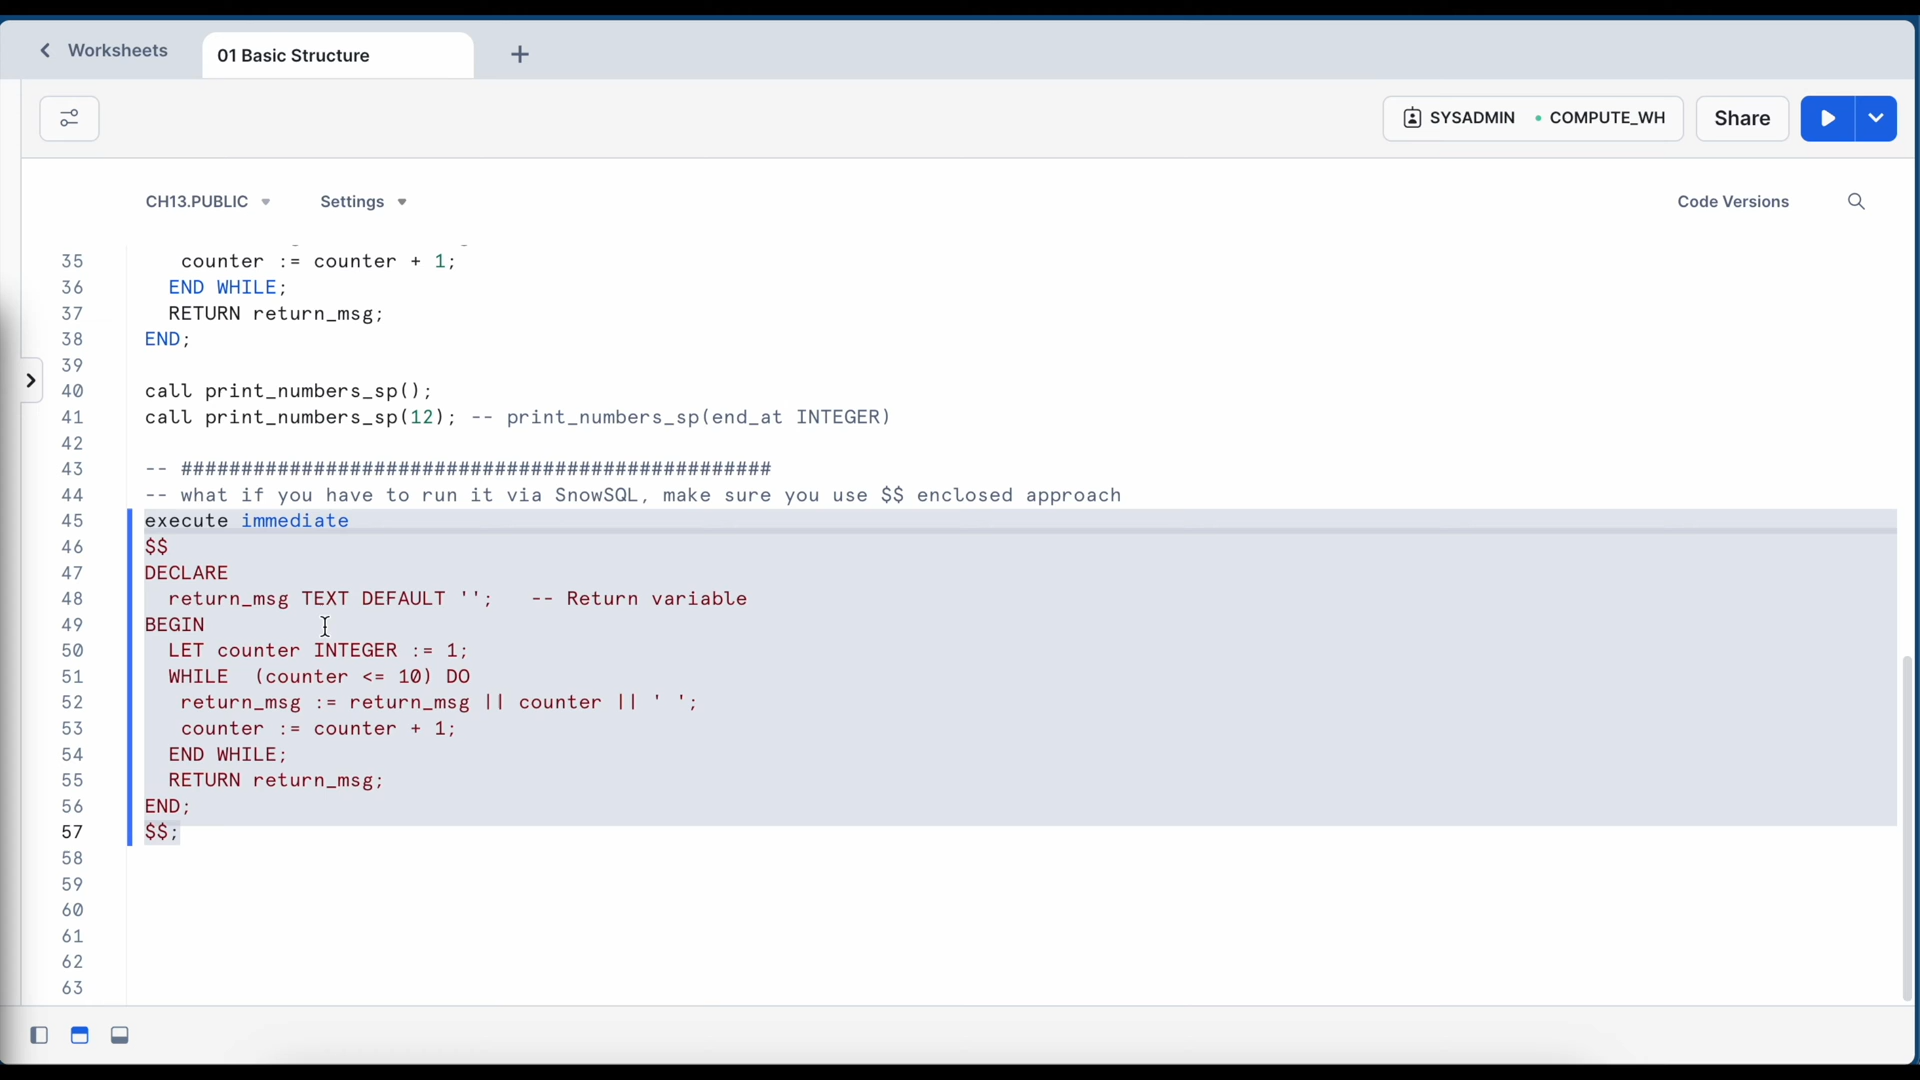 Worksheets
01 Basic Structure
+
SYSADMIN • COMPUTE_WH
Share
CH13.PUBLIC
Settings
Code Versions
35 counter := counter + 1;
36 END WHILE;
37 RETURN return_msg;
38 END;
39
40 call print_numbers_sp();
41 call print_numbers_sp(12); -- print_numbers_sp(end_at INTEGER)
42
43 -- #################################################
44 -- what if you have to run it via SnowSQL, make sure you use $$ enclosed approach
45 execute immediate
46 $$
47 DECLARE
48 return_msg TEXT DEFAULT ''; -- Return variable
49 BEGIN
50 LET counter INTEGER := 1;
51 WHILE (counter <= 10) DO
52 return_msg := return_msg || counter || ' ';
53 counter := counter + 1;
54 END WHILE;
55 RETURN return_msg;
56 END;
57 $$;
58
59
60
61
62
63